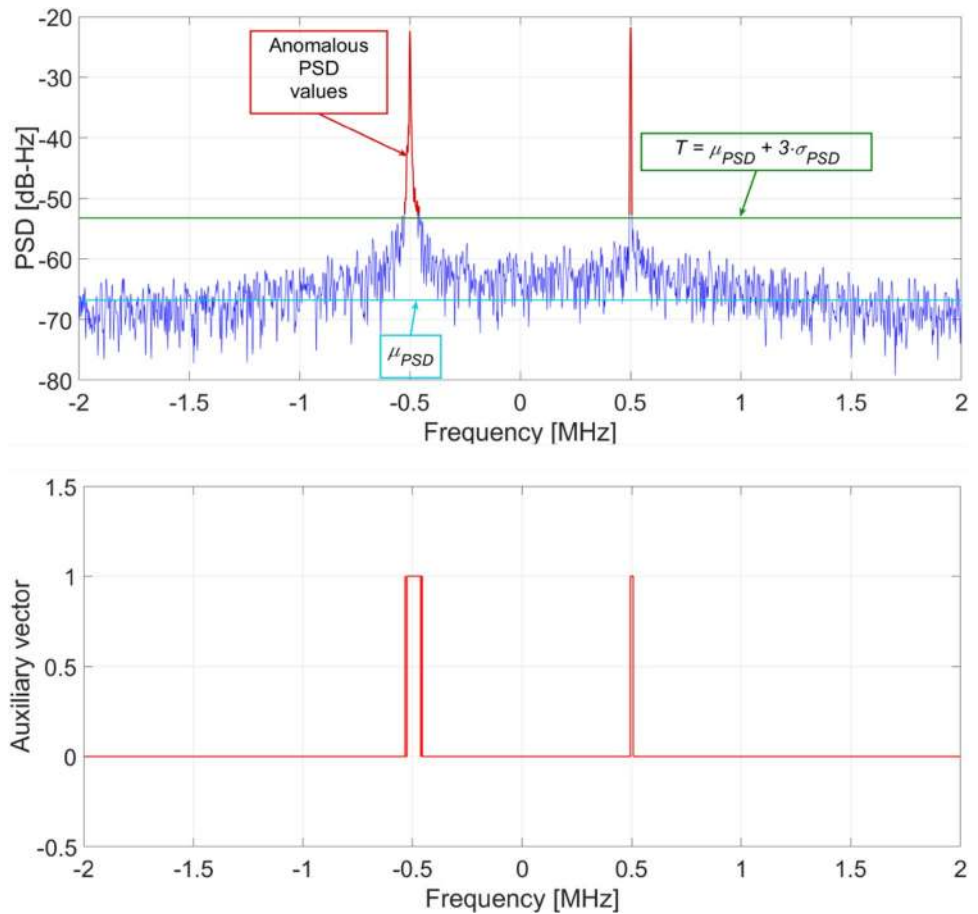 -20
-30
-40
-50
-60
-70
-80
PSD [dB-Hz]
Anomalous
PSD
values
T = μPSD + 3·σPSD
μPSD
-2 -1.5 -1 -0.5 0 0.5 1 1.5 2
Frequency [MHz]
1.5
1
0.5
0
-0.5
Auxiliary vector
-2 -1.5 -1 -0.5 0 0.5 1 1.5 2
Frequency [MHz]